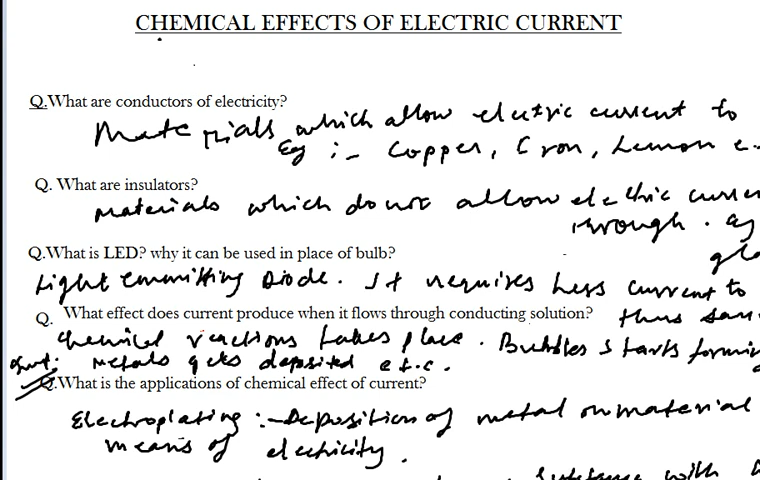 CHEMICAL EFFECTS OF ELECTRIC CURRENT
Q.What are conductors of electricity?
Materials which allow electric current to
Eg :- Copper, Iron, Lemon
Q. What are insulators?
Materials which donot allow electric
through. eg
Q.What is LED? why it can be used in place of bulb?
Light Emmitting Diode. It requires less current to
Q. What effect does current produce when it flows through conducting solution?
thus
Chemical reactions takes place. Bubbles starts
Metals gets deposited etc.
Q.What is the applications of chemical effect of current?
Electroplating :- Deposition of metal on material
means of electricity.
with